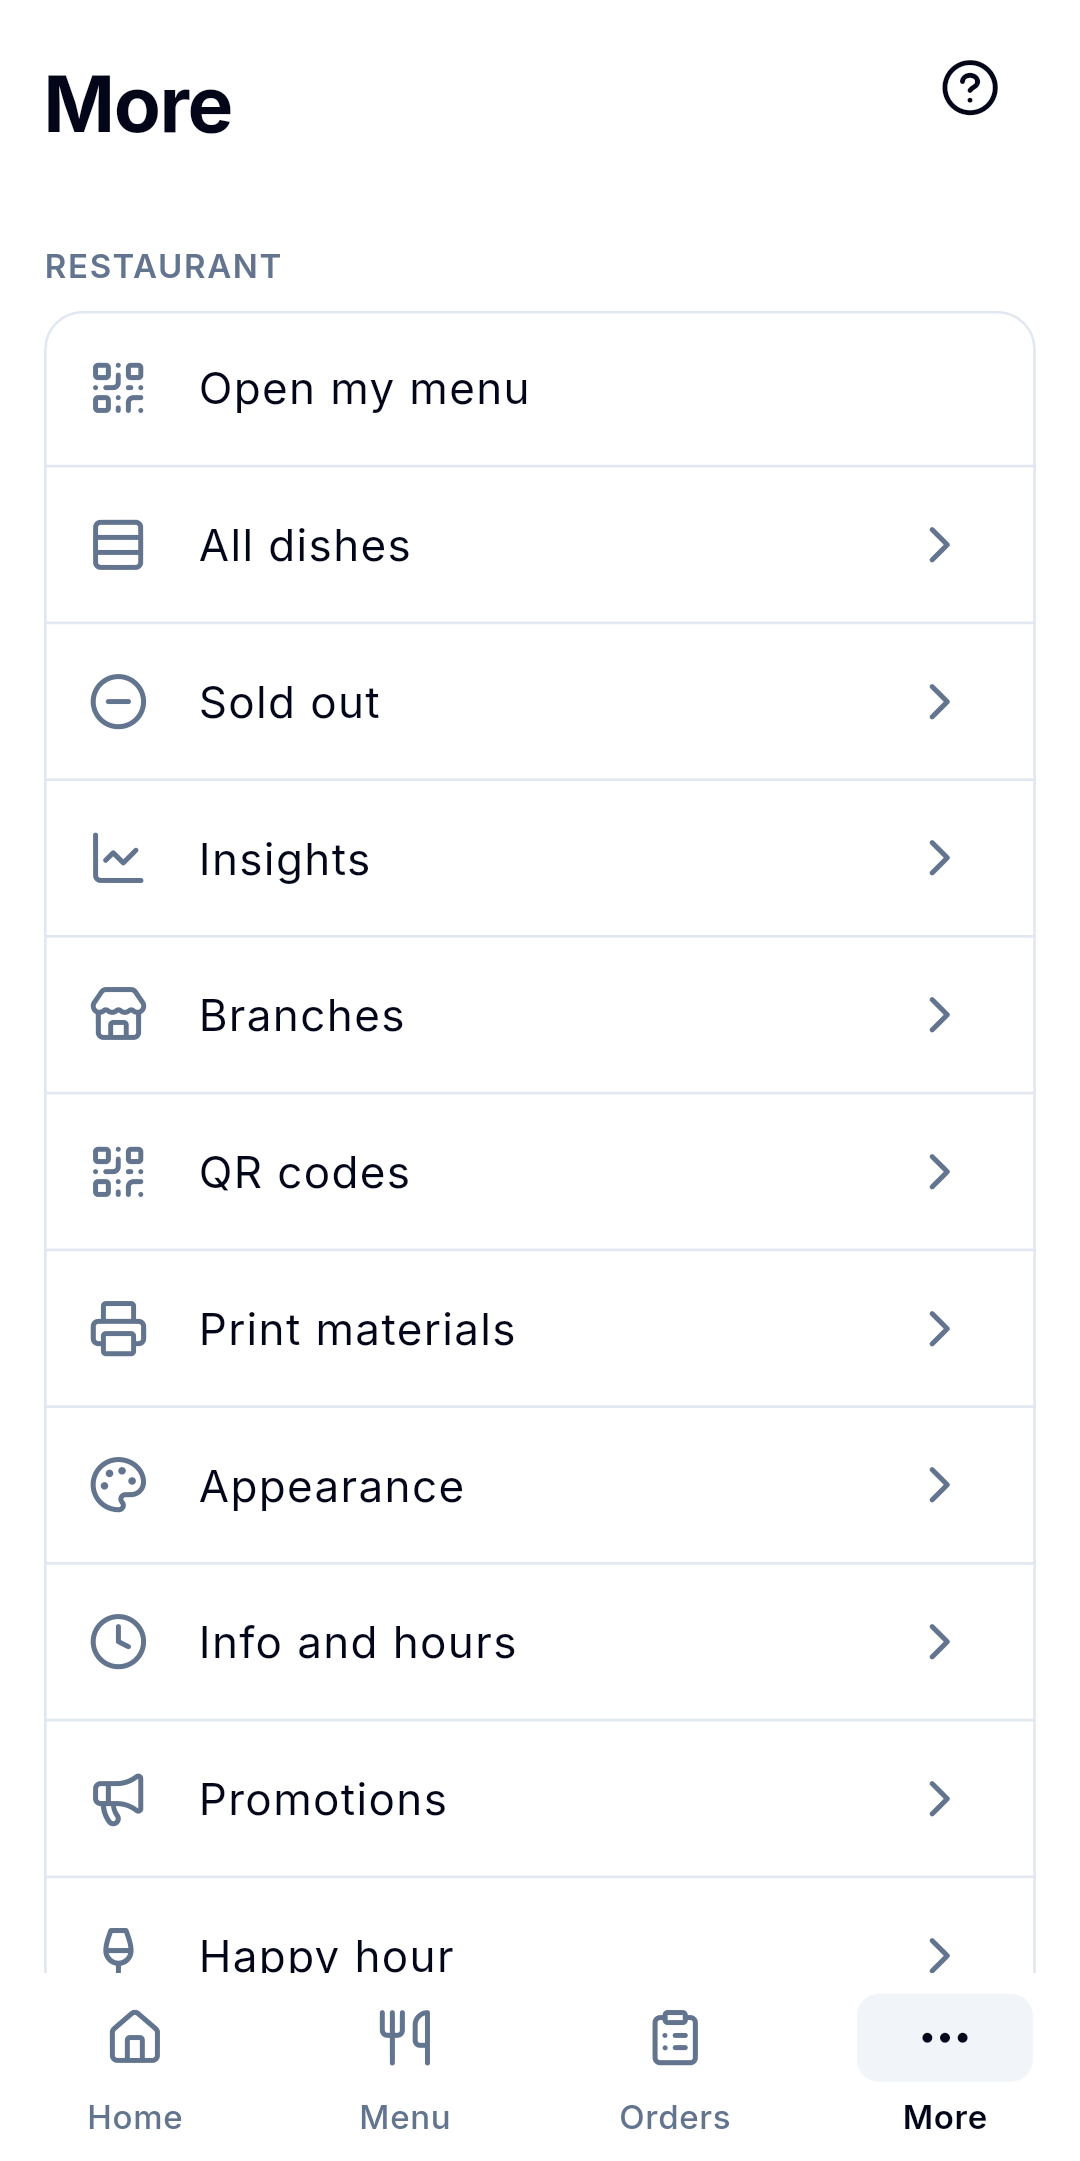 More
RESTAURANT
Open my menu
All dishes
Sold out
Insights
Branches
QR codes
Print materials
Appearance
Info and hours
Promotions
Happy hour
Home
Menu
Orders
More